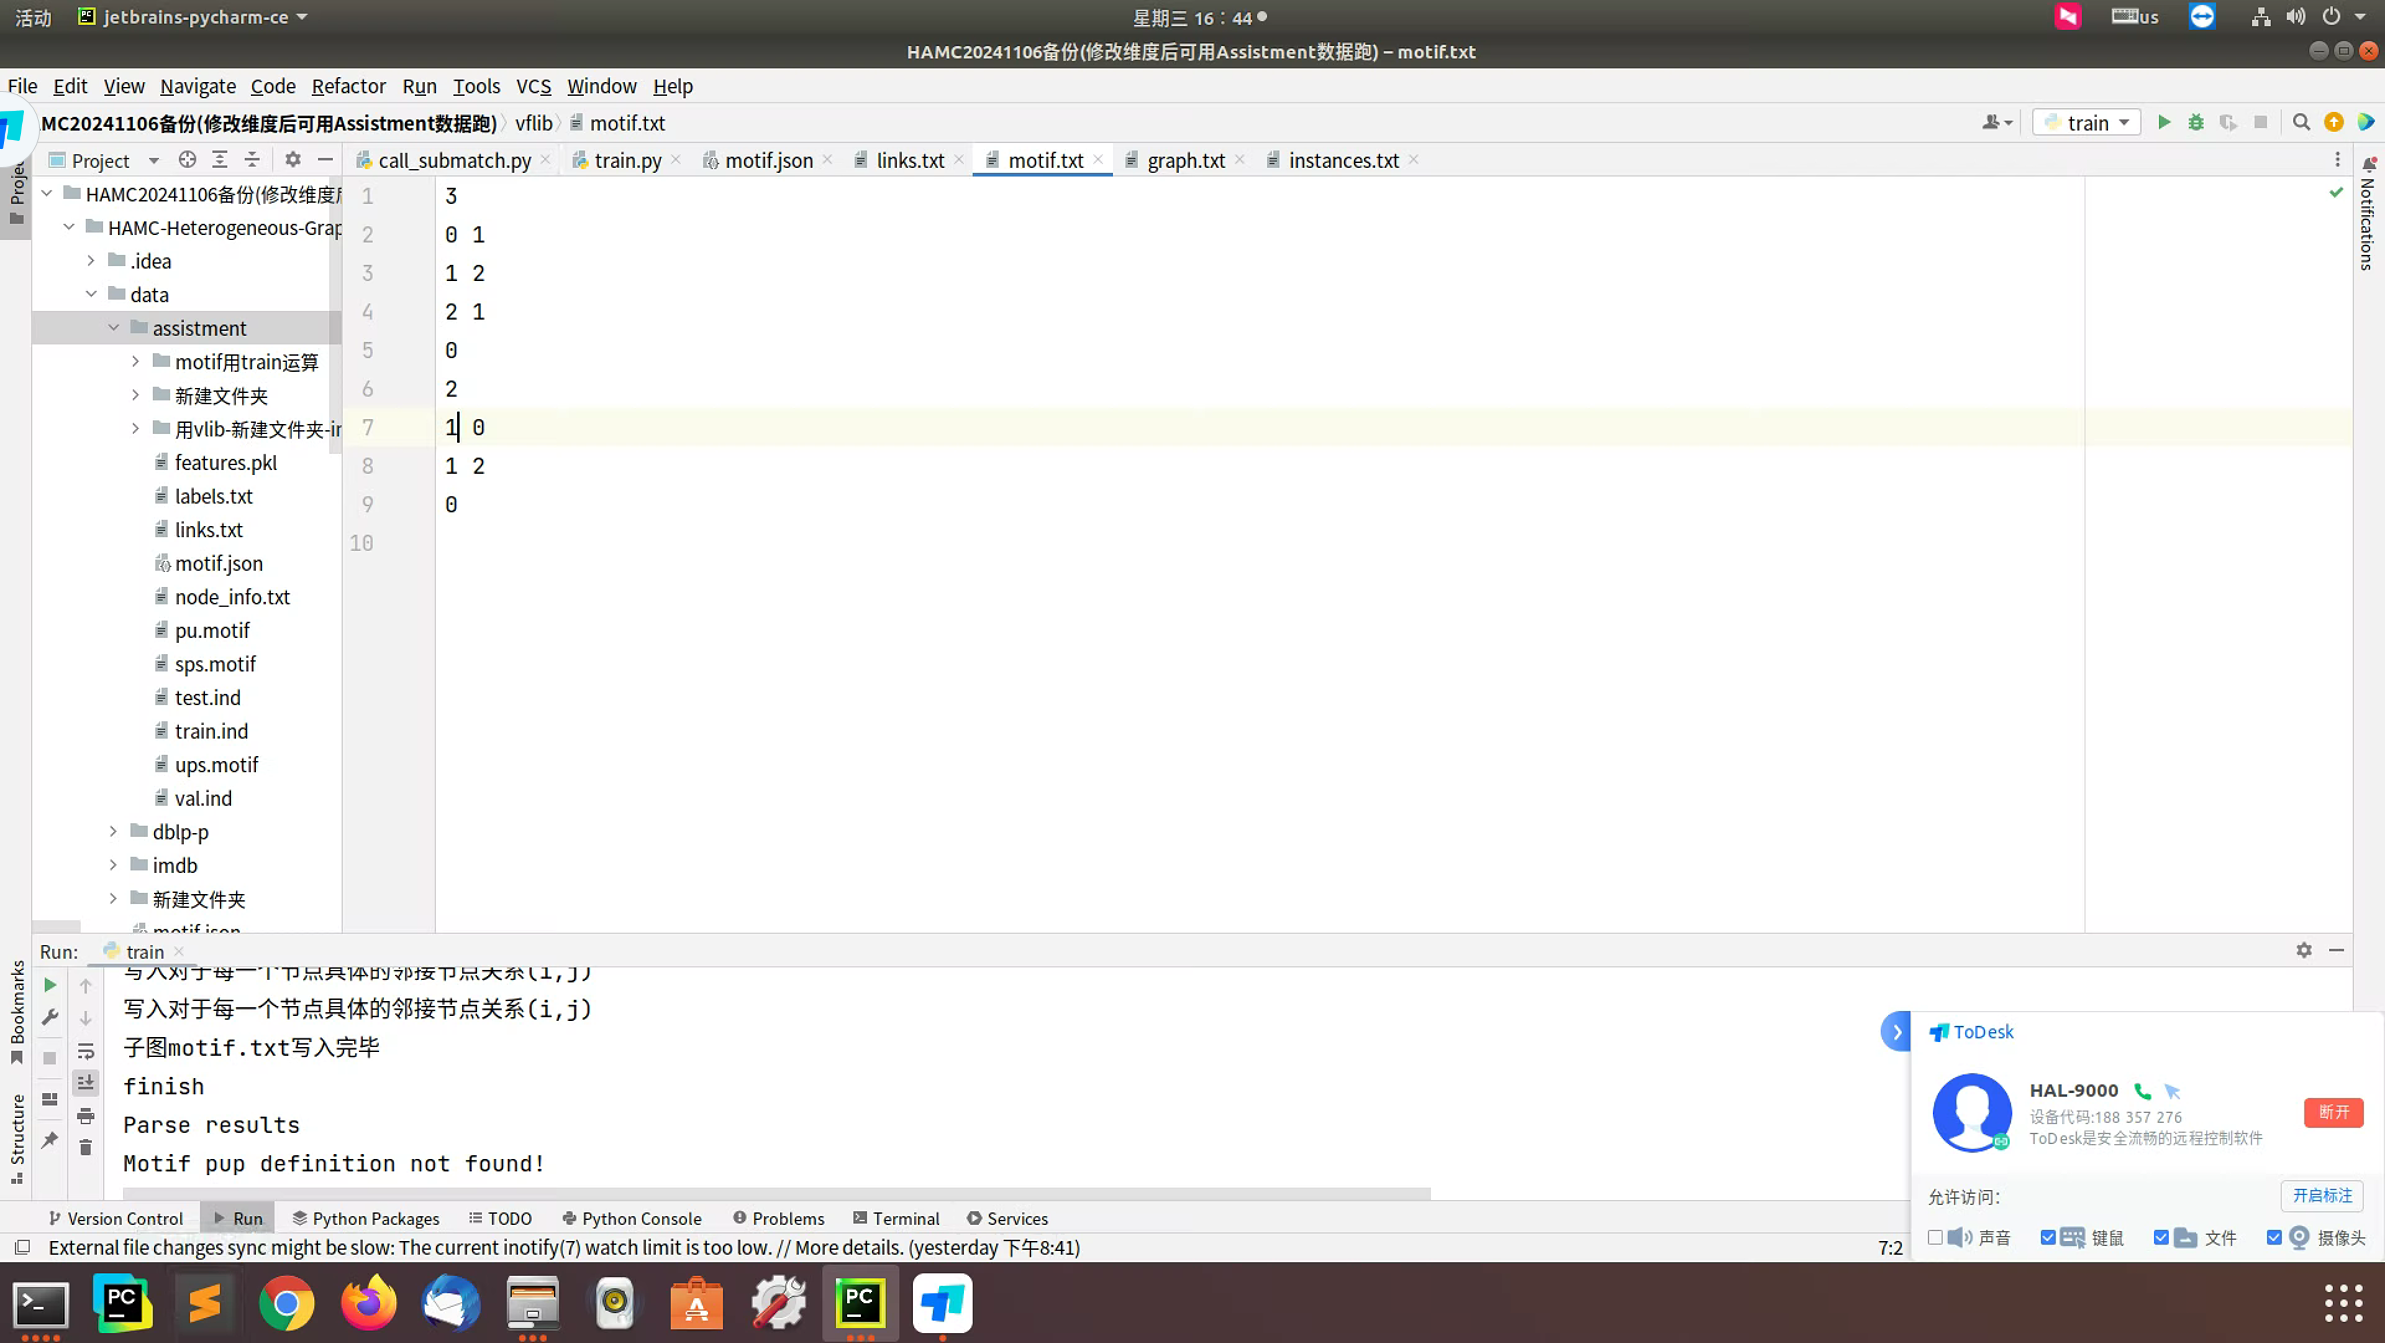 活动 jetbrains-pycharm-ce 星期三 16：44 us
HAMC20241106备份(修改维度后可用Assistment数据跑) – motif.txt
File Edit View Navigate Code Refactor Run Tools VCS Window Help
MC20241106备份(修改维度后可用Assistment数据跑) vflib motif.txt train
Project call_submatch.py train.py motif.json links.txt motif.txt graph.txt instances.txt
HAMC20241106备份(修改维度
HAMC-Heterogeneous-Grap
.idea
data
assistment
motif用train运算
新建文件夹
用vlib-新建文件夹-in
features.pkl
labels.txt
links.txt
motif.json
node_info.txt
pu.motif
sps.motif
test.ind
train.ind
ups.motif
val.ind
dblp-p
imdb
新建文件夹
motif.json
1 3
2 0 1
3 1 2
4 2 1
5 0
6 2
7 1 0
8 1 2
9 0
10
Notifications
Bookmarks
Structure
Run: train
写入对于每一个节点具体的邻接节点关系(i,j)
写入对于每一个节点具体的邻接节点关系(i,j)
子图motif.txt写入完毕
finish
Parse results
Motif pup definition not found!
Version Control Run Python Packages TODO Python Console Problems Terminal Services
External file changes sync might be slow: The current inotify(7) watch limit is too low. // More details. (yesterday 下午8:41) 7:2
ToDesk
HAL-9000
设备代码:188 357 276
ToDesk是安全流畅的远程控制软件
断开
允许访问：
开启标注
声音 键鼠 文件 摄像头
PC
PC